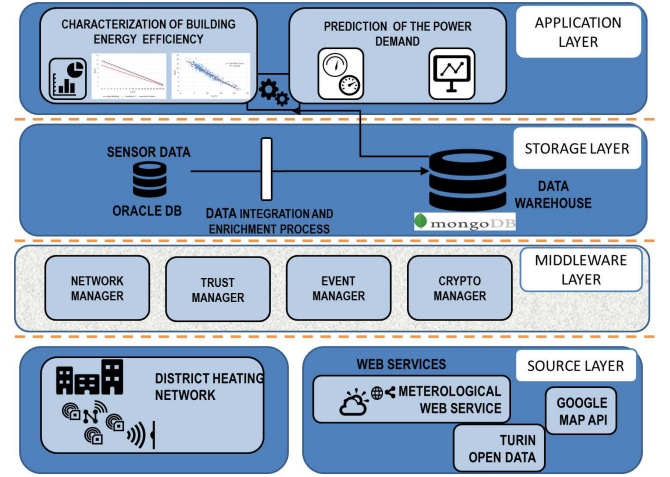 CHARACTERIZATION OF BUILDING
ENERGY EFFICIENCY
PREDICTION OF THE POWER
DEMAND
APPLICATION
LAYER
SENSOR DATA
ORACLE DB
DATA INTEGRATION AND
ENRICHMENT PROCESS
mongoDB
DATA
WAREHOUSE
STORAGE LAYER
NETWORK
MANAGER
TRUST
MANAGER
EVENT
MANAGER
CRYPTO
MANAGER
MIDDLEWARE
LAYER
DISTRICT HEATING
NETWORK
WEB SERVICES
METEROLOGICAL
WEB SERVICE
TURIN
OPEN DATA
GOOGLE
MAP API
SOURCE LAYER